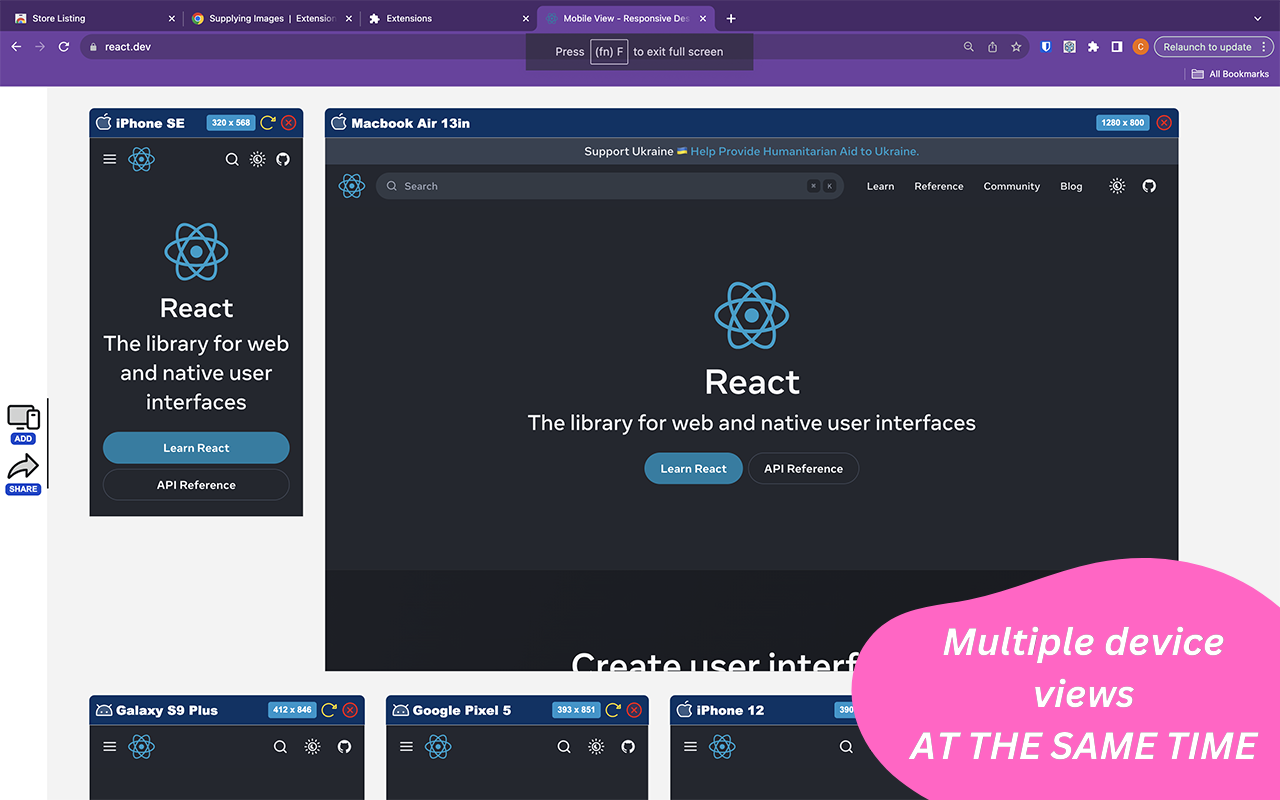 Store Listing
Supplying Images | Extension
Extensions
Mobile View - Responsive Des
react.dev
Press (fn) F to exit full screen
C
Relaunch to update
All Bookmarks
iPhone SE
320 x 568
Macbook Air 13in
1280 x 800
Support Ukraine 🇺🇦 Help Provide Humanitarian Aid to Ukraine.
Search
K
Learn
Reference
Community
Blog
React
The library for web
and native user
interfaces
Learn React
API Reference
React
The library for web and native user interfaces
Learn React
API Reference
ADD
SHARE
Create user interf
Multiple device
views
AT THE SAME TIME
Galaxy S9 Plus
412 x 846
Google Pixel 5
393 x 851
iPhone 12
390